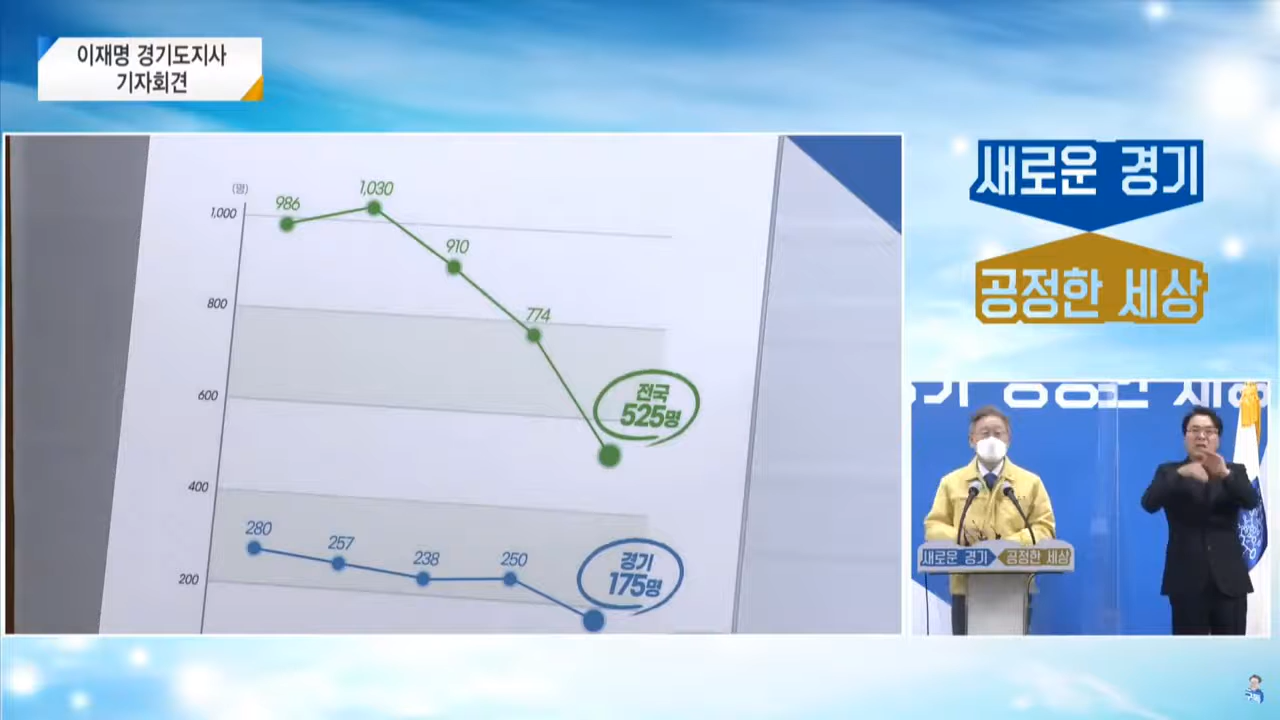 이재명 경기도지사
기자회견
(명)
1,000
800
600
400
200
986
1,030
910
774
전국
525명
280
257
238
250
경기
175명
새로운 경기
공정한 세상
새로운 경기 공정한 세상